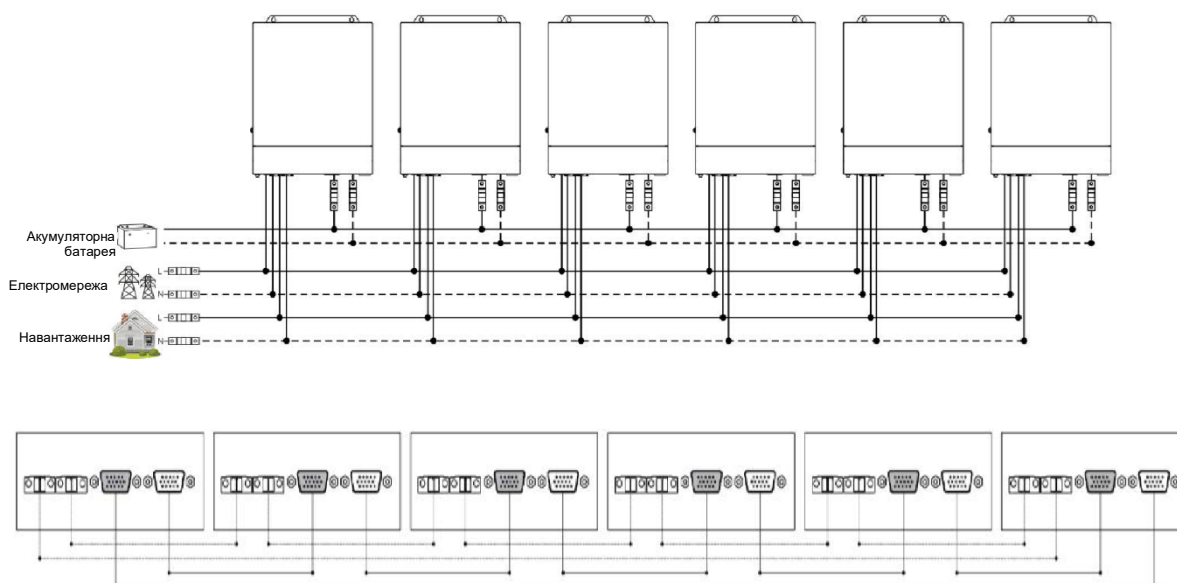 Акумуляторна
батарея
L
Електромережа
N
L
Навантаження
N